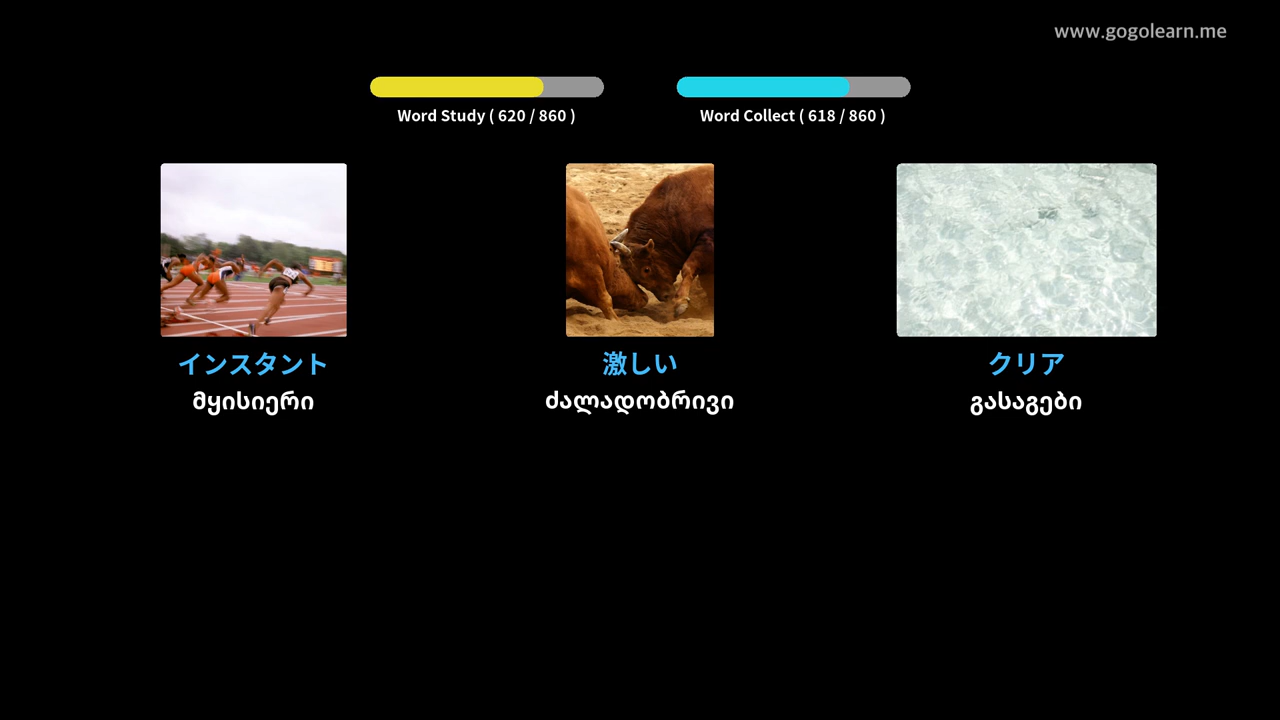 www.gogolearn.me
Word Study ( 620 / 860 )
Word Collect ( 618 / 860 )
インスタント
მყისიერი
激しい
ძალადობრივი
クリア
გასაგები